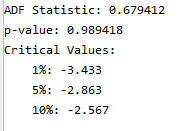 ADF Statistic: 0.679412
p-value: 0.989418
Critical Values:
1%: -3.433
5%: -2.863
10%: -2.567